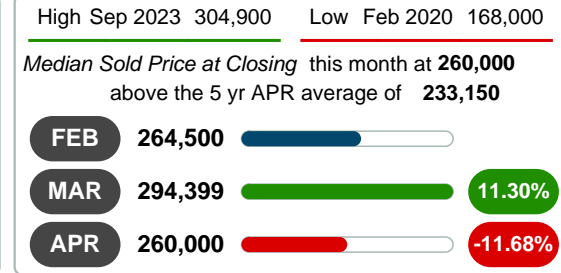 High Sep 2023 304,900 Low Feb 2020 168,000
Median Sold Price at Closing this month at 260,000
above the 5 yr APR average of 233,150
FEB 264,500
MAR 294,399 11.30%
APR 260,000 -11.68%